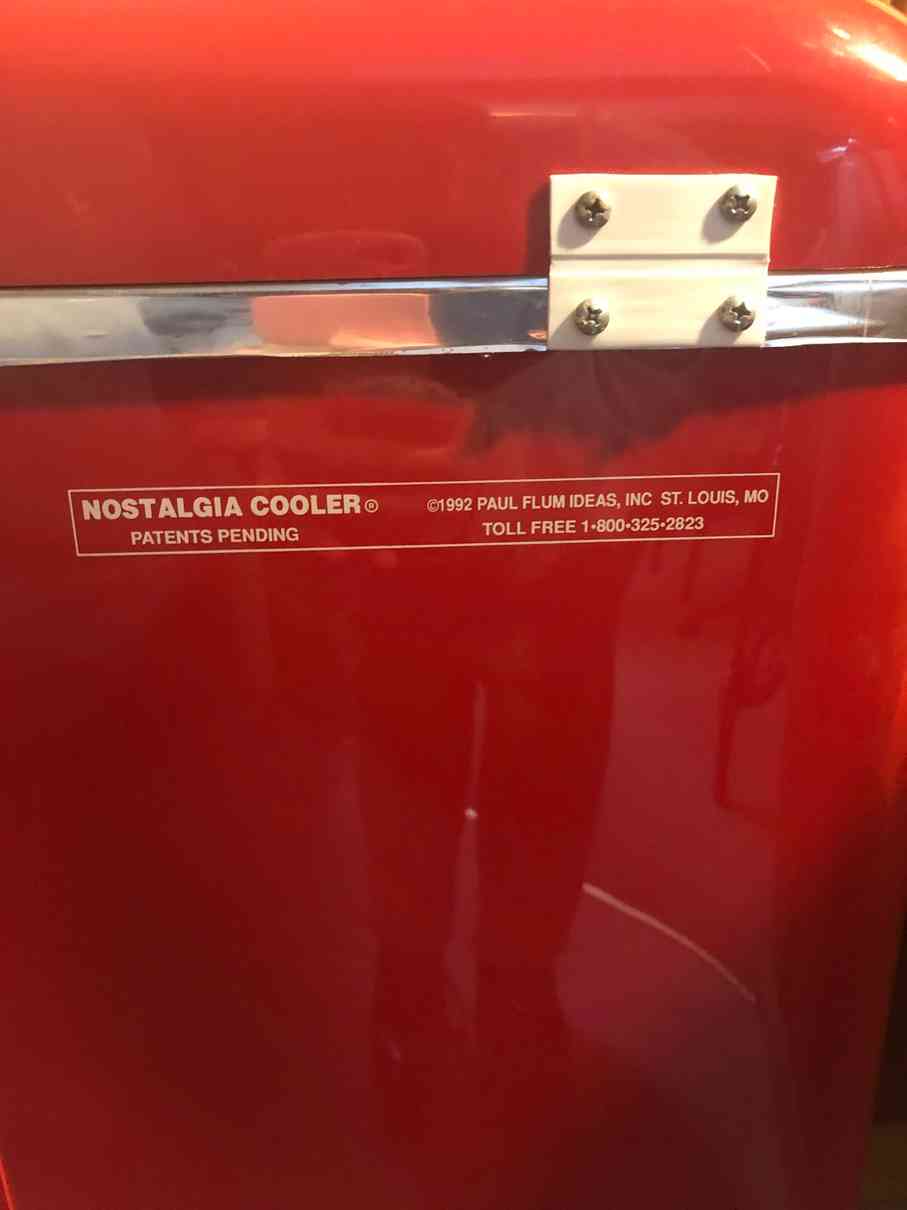 NOSTALGIA COOLER® ©1992 PAUL FLUM IDEAS, INC ST. LOUIS, MO
PATENTS PENDING TOLL FREE 1•800•325•2823